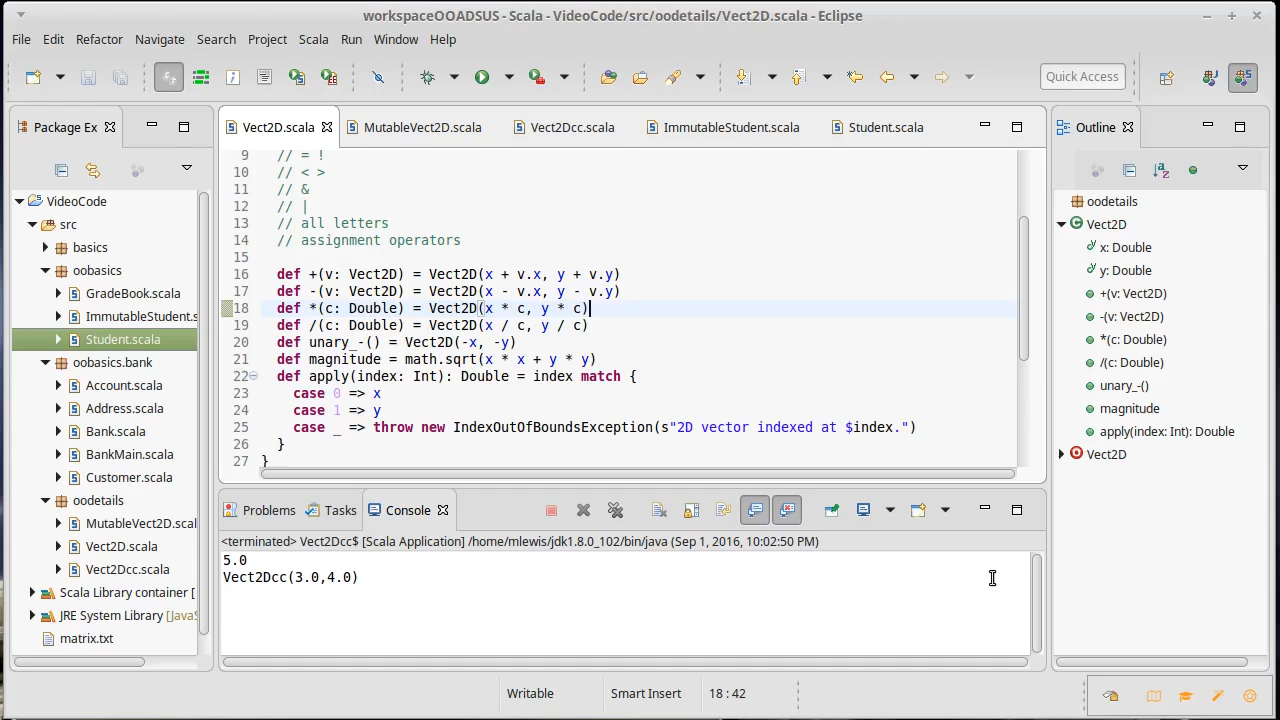 workspaceOOADSUS - Scala - VideoCode/src/oodetails/Vect2D.scala - Eclipse
File Edit Refactor Navigate Search Project Scala Run Window Help
Quick Access
Package Ex
VideoCode
src
basics
oobasics
GradeBook.scala
ImmutableStudent.s
Student.scala
oobasics.bank
Account.scala
Address.scala
Bank.scala
BankMain.scala
Customer.scala
oodetails
MutableVect2D.scal
Vect2D.scala
Vect2Dcc.scala
Scala Library container [
JRE System Library [JavaS
matrix.txt
Vect2D.scala MutableVect2D.scala Vect2Dcc.scala ImmutableStudent.scala Student.scala
9 // = !
10 // < >
11 // &
12 // |
13 // all letters
14 // assignment operators
15
16 def +(v: Vect2D) = Vect2D(x + v.x, y + v.y)
17 def -(v: Vect2D) = Vect2D(x - v.x, y - v.y)
18 def *(c: Double) = Vect2D(x * c, y * c)
19 def /(c: Double) = Vect2D(x / c, y / c)
20 def unary_-() = Vect2D(-x, -y)
21 def magnitude = math.sqrt(x * x + y * y)
22 def apply(index: Int): Double = index match {
23 case 0 => x
24 case 1 => y
25 case _ => throw new IndexOutOfBoundsException(s"2D vector indexed at $index.")
26 }
27 }
Problems Tasks Console
<terminated> Vect2Dcc$ [Scala Application] /home/mlewis/jdk1.8.0_102/bin/java (Sep 1, 2016, 10:02:50 PM)
5.0
Vect2Dcc(3.0,4.0)
Outline
oodetails
Vect2D
x: Double
y: Double
+(v: Vect2D)
-(v: Vect2D)
*(c: Double)
/(c: Double)
unary_-()
magnitude
apply(index: Int): Double
Vect2D
Writable Smart Insert 18 : 42